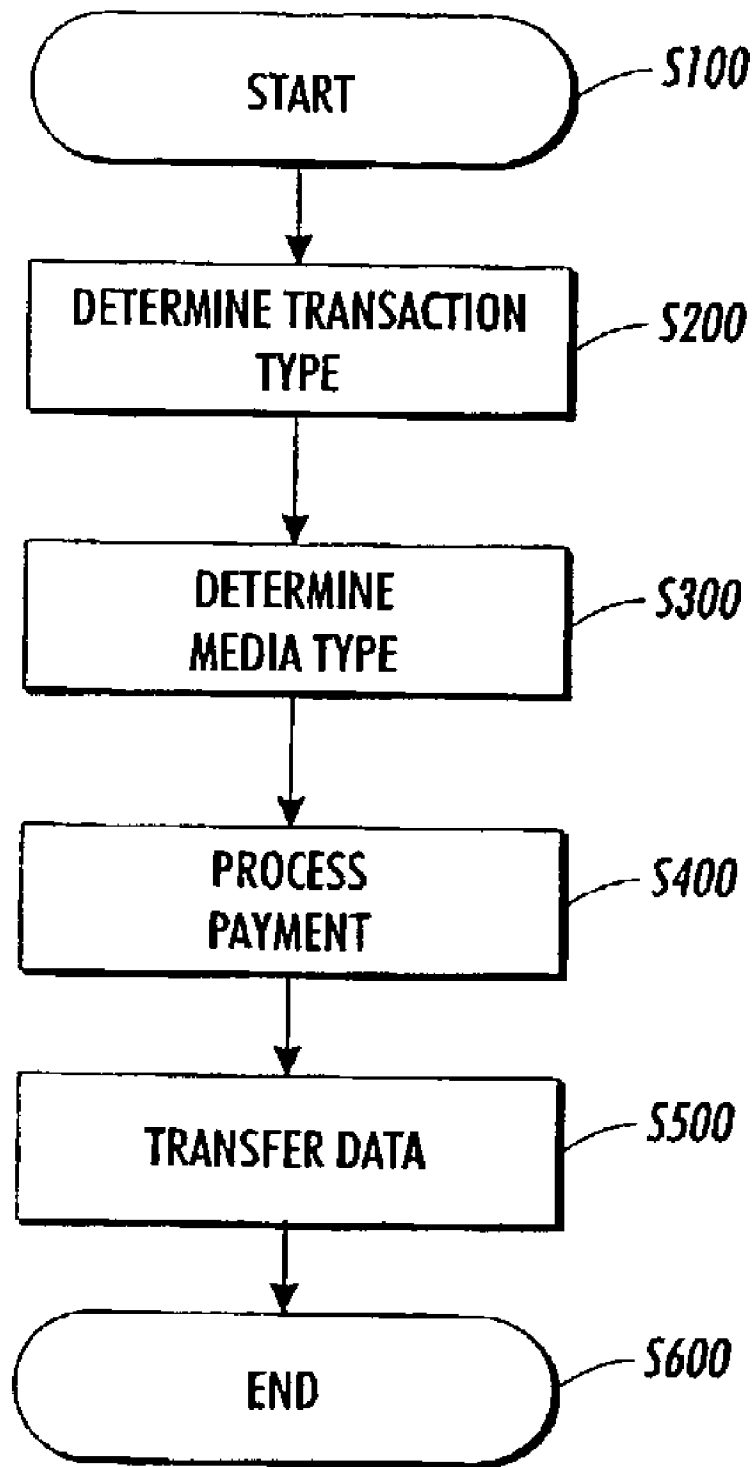 START
S100
DETERMINE TRANSACTION
TYPE
S200
DETERMINE
MEDIA TYPE
S300
PROCESS
PAYMENT
S400
TRANSFER DATA
S500
END
S600